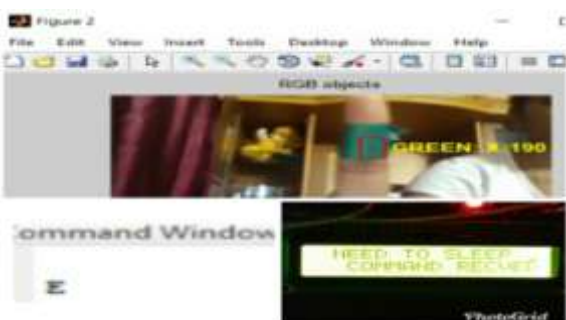 Figure 2
File Edit View Insert Tools Desktop Window Help
RGB objects
GREEN X:190
Command Window
E
NEED TO SLEEP
COMMAND RECVED
PhotoGrid